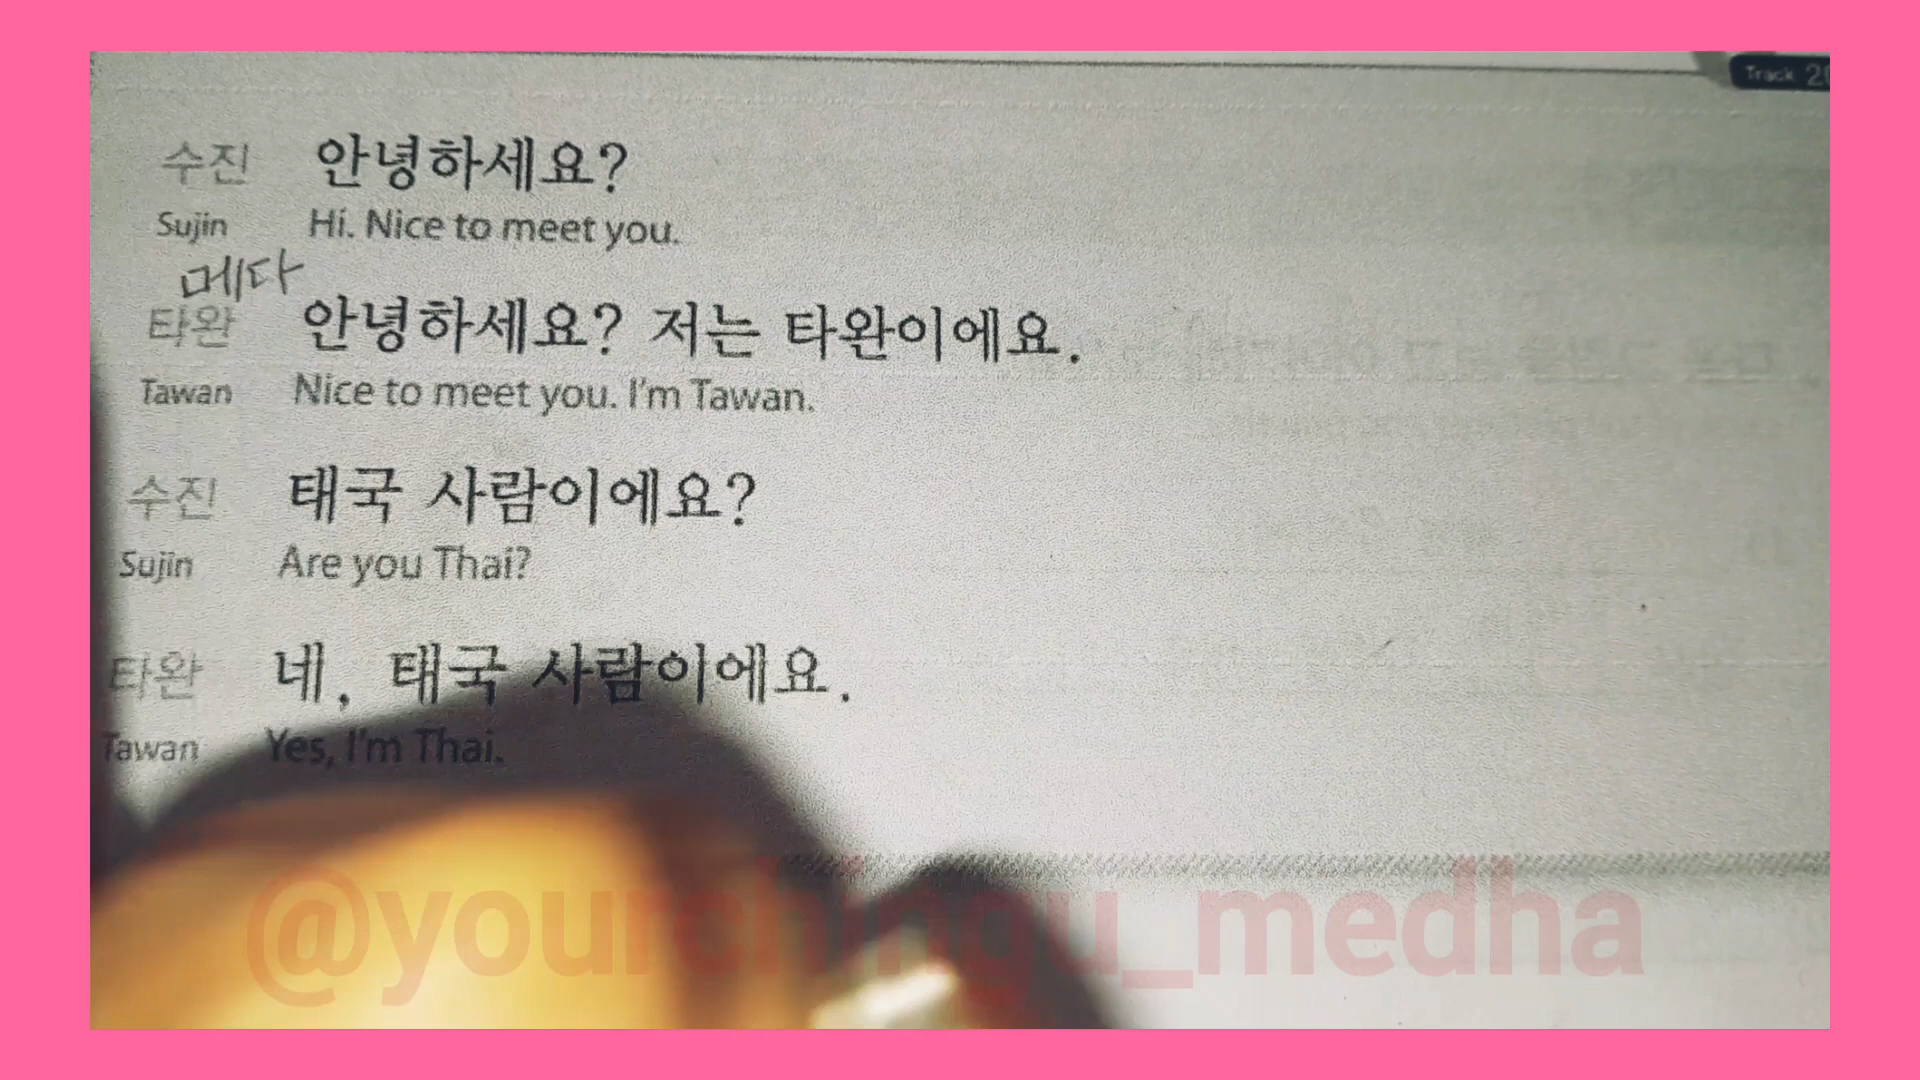 Track 20
수진 안녕하세요?
Sujin Hi. Nice to meet you.
메다
타완 안녕하세요? 저는 타완이에요.
Tawan Nice to meet you. I'm Tawan.
수진 태국 사람이에요?
Sujin Are you Thai?
타완 네, 태국 사람이에요.
Tawan Yes, I'm Thai.
@yourchingu_medha